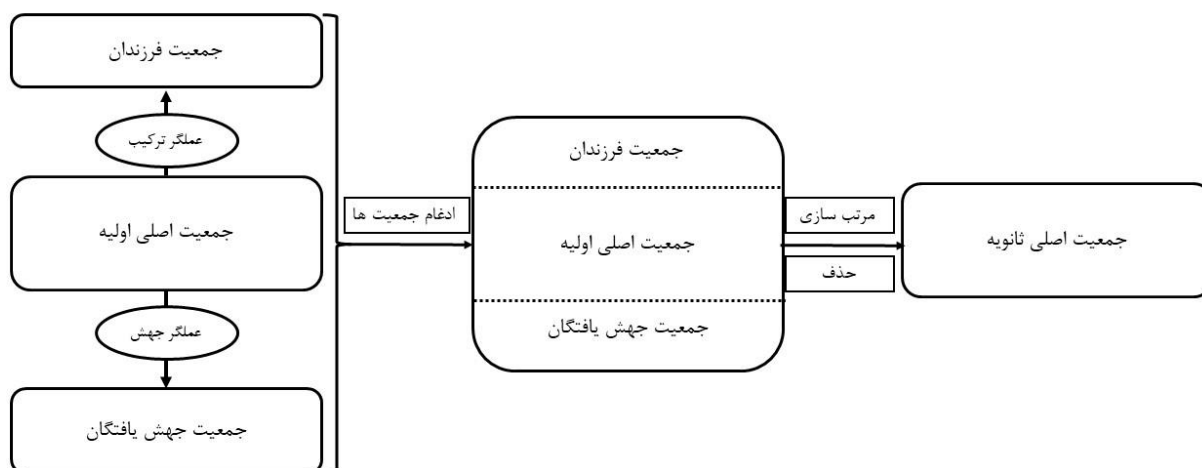 جمعیت فرزندان
عملگر ترکیب
جمعیت اصلی اولیه
عملگر جهش
جمعیت جهش یافتگان
ادغام جمعیت ها
جمعیت فرزندان
جمعیت اصلی اولیه
جمعیت جهش یافتگان
مرتب سازی
حذف
جمعیت اصلی ثانویه